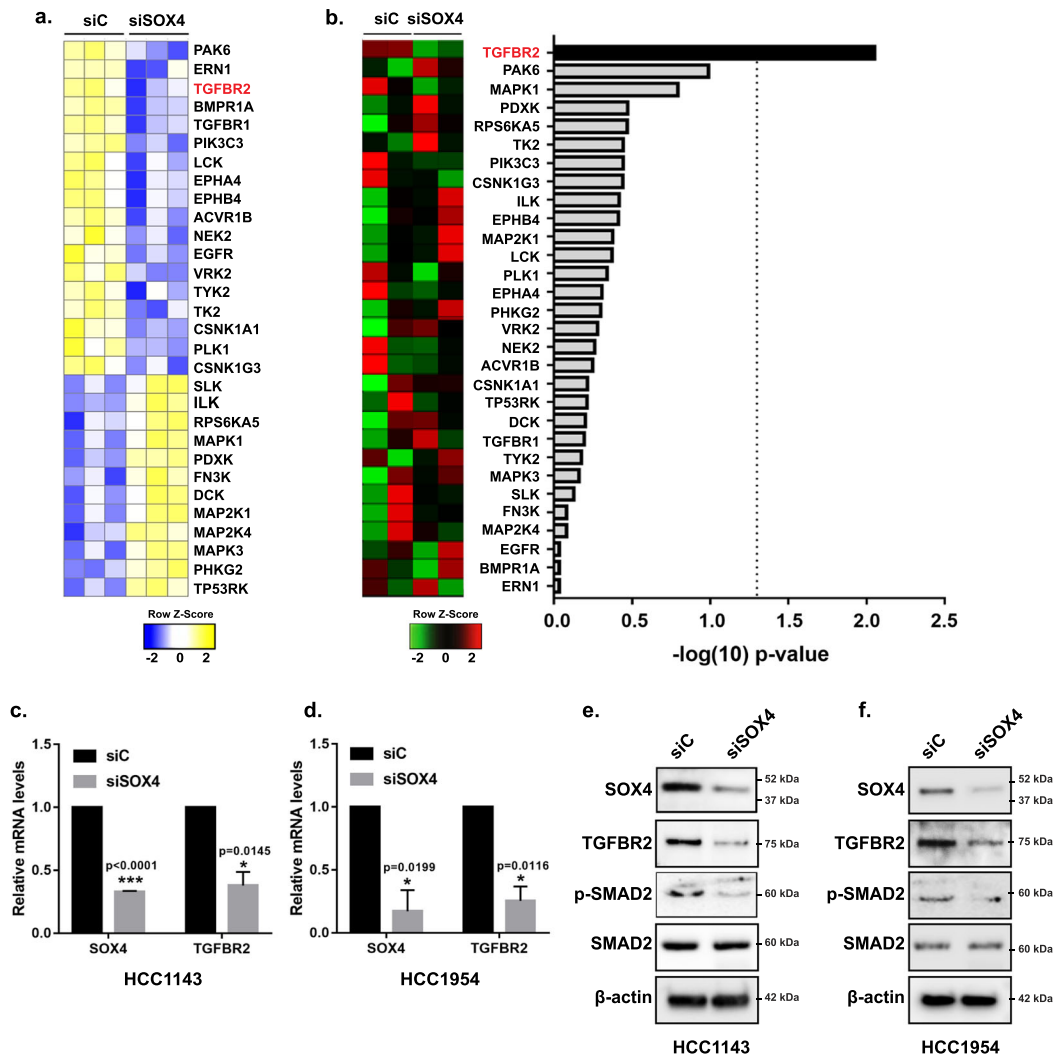 a.
siC siSOX4
PAK6
ERN1
TGFBR2
BMPR1A
TGFBR1
PIK3C3
LCK
EPHA4
EPHB4
ACVR1B
NEK2
EGFR
VRK2
TYK2
TK2
CSNK1A1
PLK1
CSNK1G3
SLK
ILK
RPS6KA5
MAPK1
PDXK
FN3K
DCK
MAP2K1
MAP2K4
MAPK3
PHKG2
TP53RK
Row Z-Score
-2 0 2
b.
siC siSOX4
TGFBR2
PAK6
MAPK1
PDXK
RPS6KA5
TK2
PIK3C3
CSNK1G3
ILK
EPHB4
MAP2K1
LCK
PLK1
EPHA4
PHKG2
VRK2
NEK2
ACVR1B
CSNK1A1
TP53RK
DCK
TGFBR1
TYK2
MAPK3
SLK
FN3K
MAP2K4
EGFR
BMPR1A
ERN1
Row Z-Score
-2 0 2
0.0 0.5 1.0 1.5 2.0 2.5
-log(10) p-value
c.
Relative mRNA levels
1.5
1.0
0.5
0.0
siC
siSOX4
p<0.0001
***
p=0.0145
*
SOX4 TGFBR2
HCC1143
d.
Relative mRNA levels
1.5
1.0
0.5
0.0
siC
siSOX4
p=0.0199
*
p=0.0116
*
SOX4 TGFBR2
HCC1954
e.
siC siSOX4
SOX4
52 kDa
37 kDa
TGFBR2
75 kDa
p-SMAD2
60 kDa
SMAD2
60 kDa
β-actin
42 kDa
HCC1143
f.
siC siSOX4
SOX4
52 kDa
37 kDa
TGFBR2
75 kDa
p-SMAD2
60 kDa
SMAD2
60 kDa
β-actin
42 kDa
HCC1954